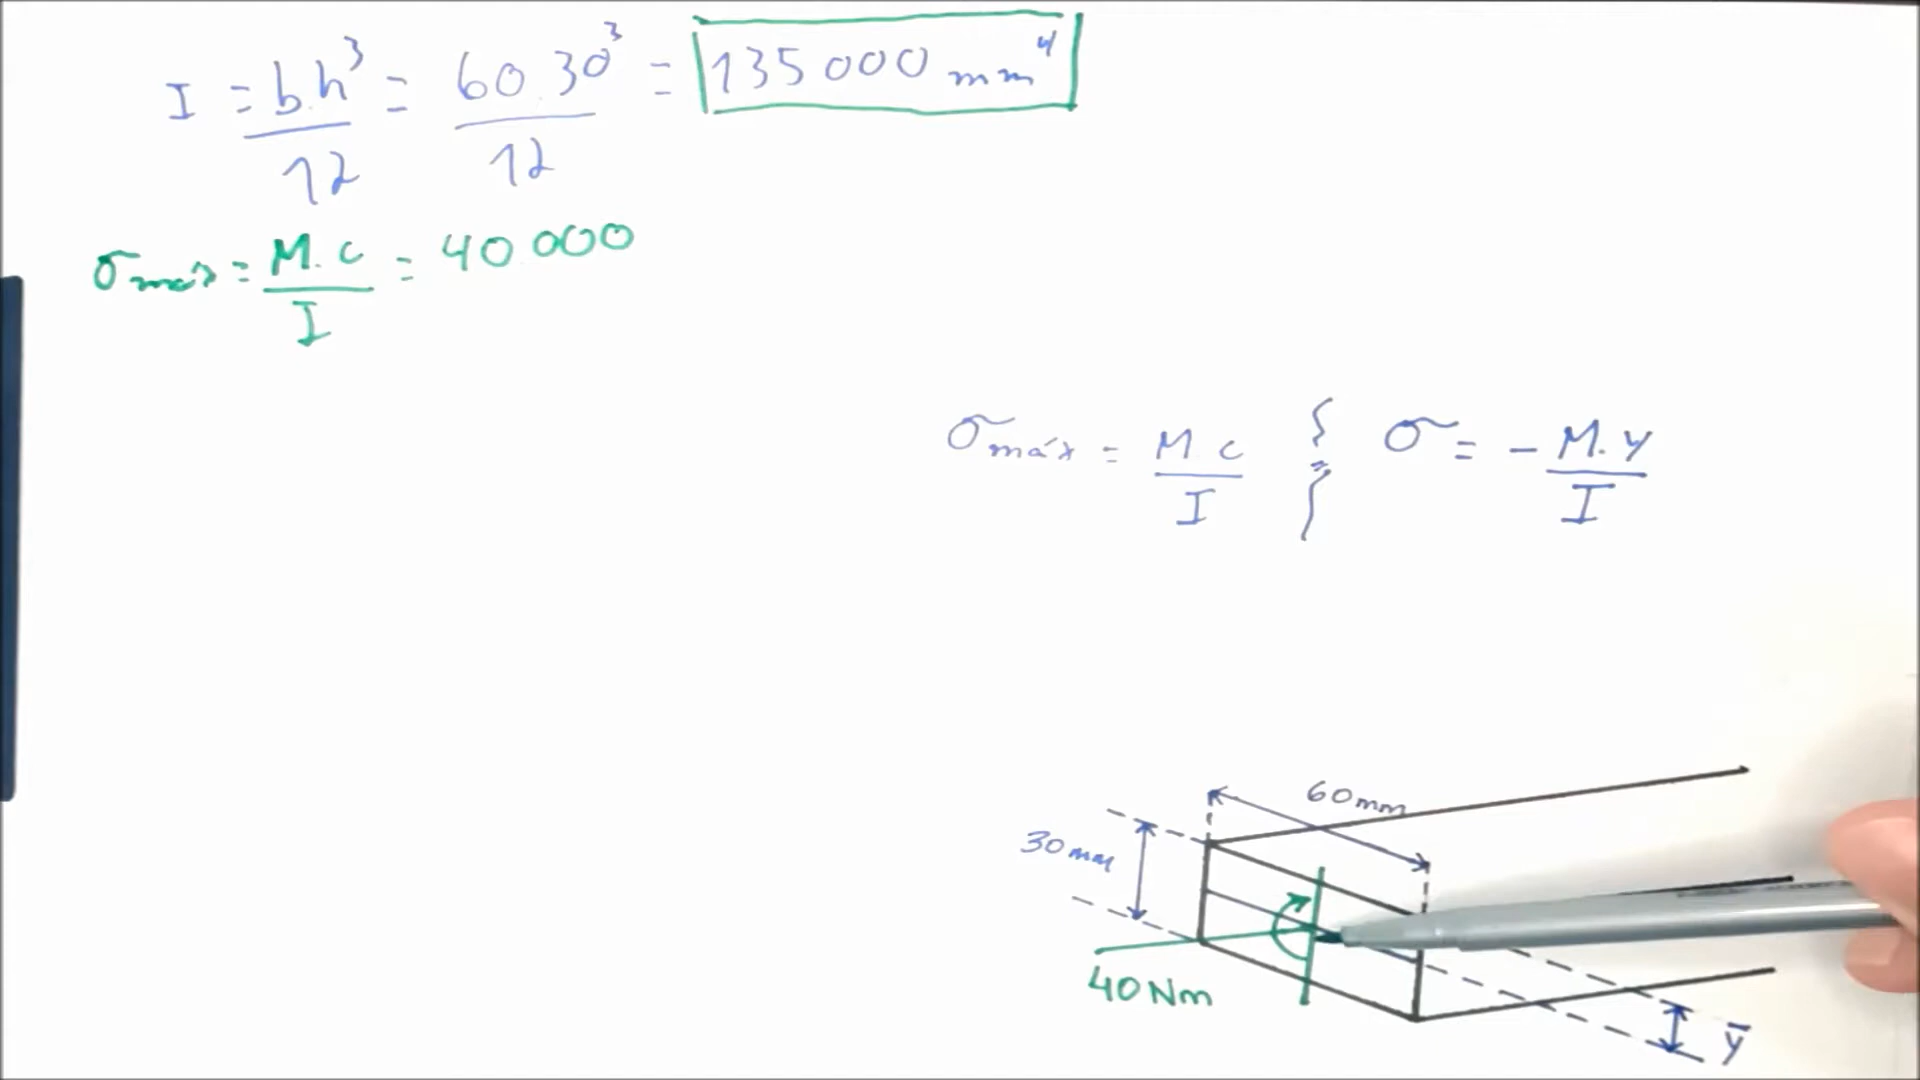 I = b.h³ = 60.30³ = 135 000 mm⁴
12 12
σmáx = M.c = 40 000
I
σmáx = M c σ = - M.y
I I
60mm
30mm
40Nm
y̅